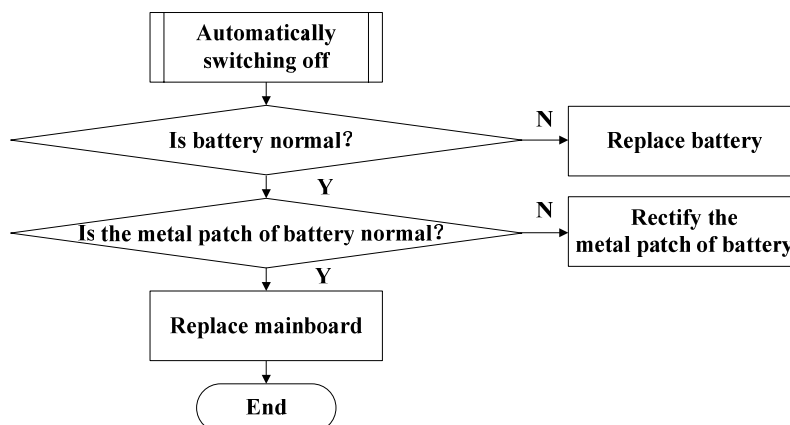 Automatically
switching off
Is battery normal?
N
Replace battery
Y
Is the metal patch of battery normal?
N
Rectify the
metal patch of battery
Y
Replace mainboard
End